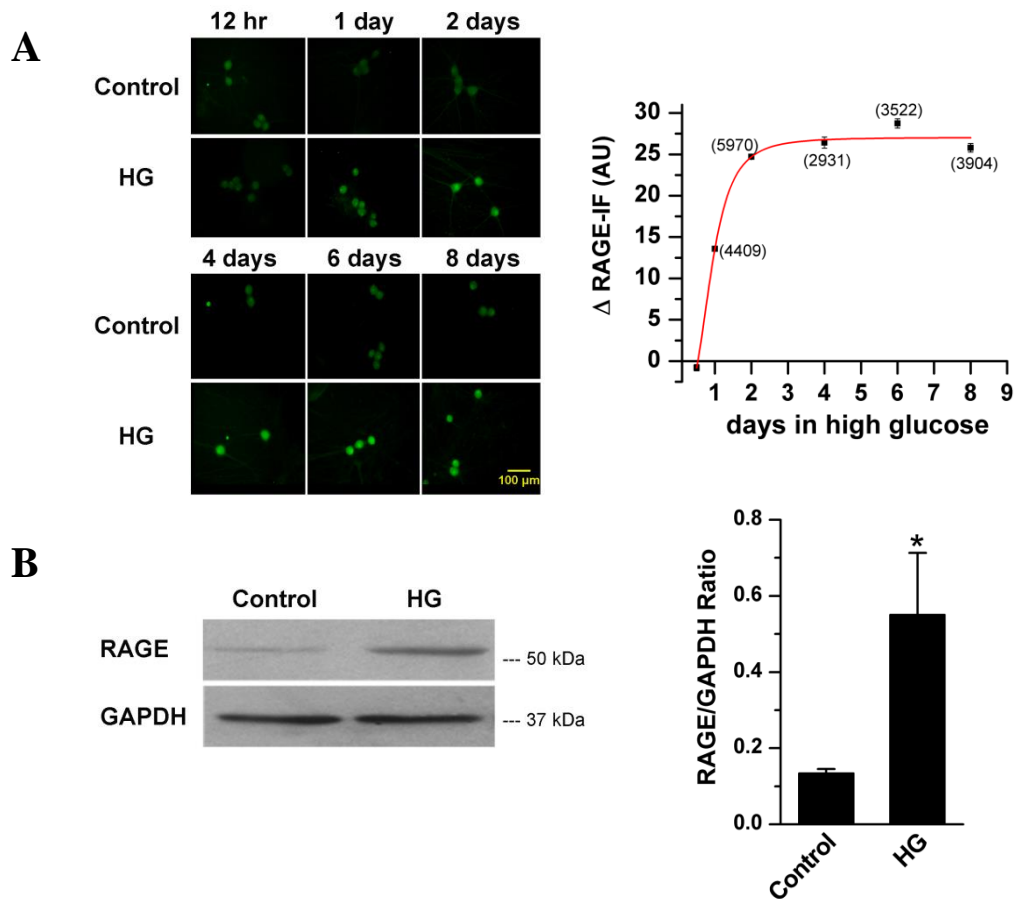 A
12 hr 1 day 2 days
Control
HG
4 days 6 days 8 days
Control
HG
100 µm
30
25
20
15
10
5
0
Δ RAGE-IF (AU)
(3522)
(5970)
(2931)
(3904)
(4409)
1 2 3 4 5 6 7 8 9
days in high glucose
B
Control HG
RAGE
--- 50 kDa
GAPDH
--- 37 kDa
0.8
0.6
0.4
0.2
0.0
RAGE/GAPDH Ratio
*
Control
HG